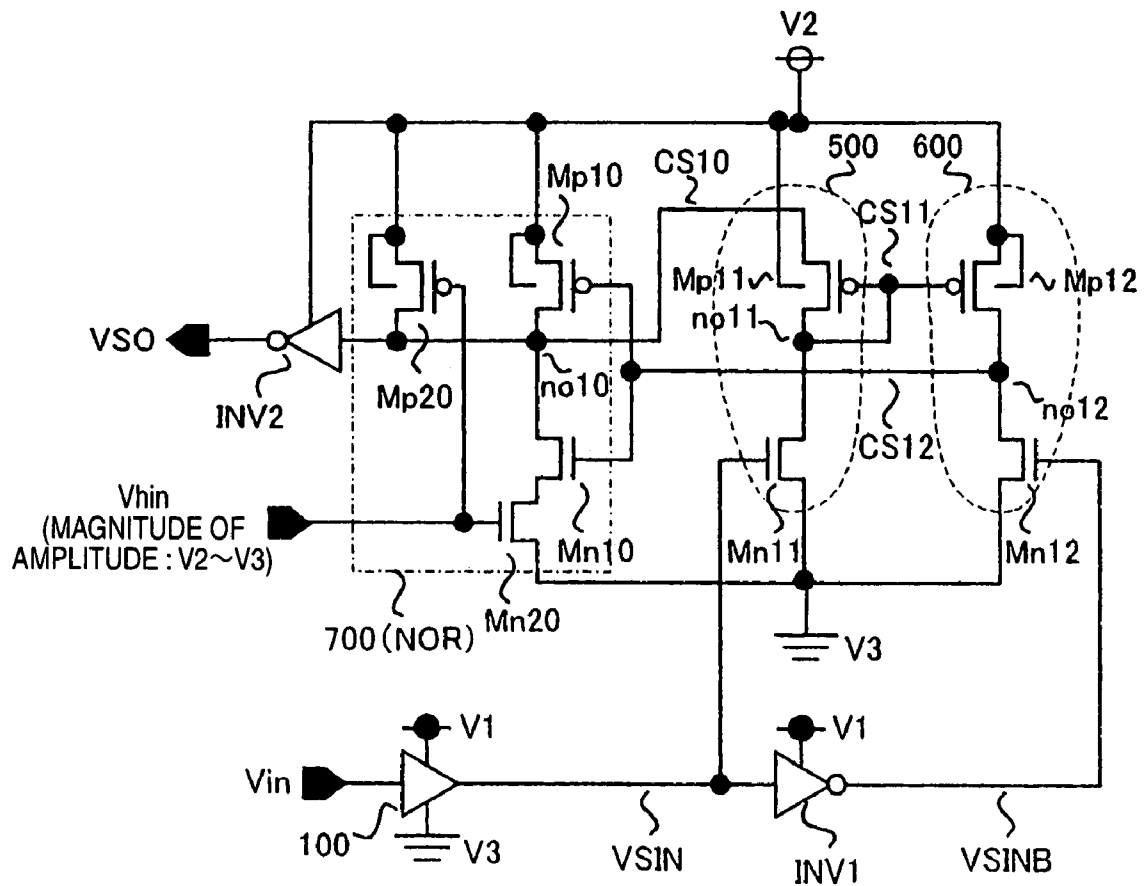 V2
500
600
CS10
Mp10
CS11
Mp11
Mp12
no11
VSO
Mp20
no10
no12
INV2
CS12
Vhin
(MAGNITUDE OF
AMPLITUDE : V2~V3)
Mn10
Mn11
Mn12
Mn20
700(NOR)
V3
V1
V1
Vin
100
V3
VSIN
INV1
VSINB